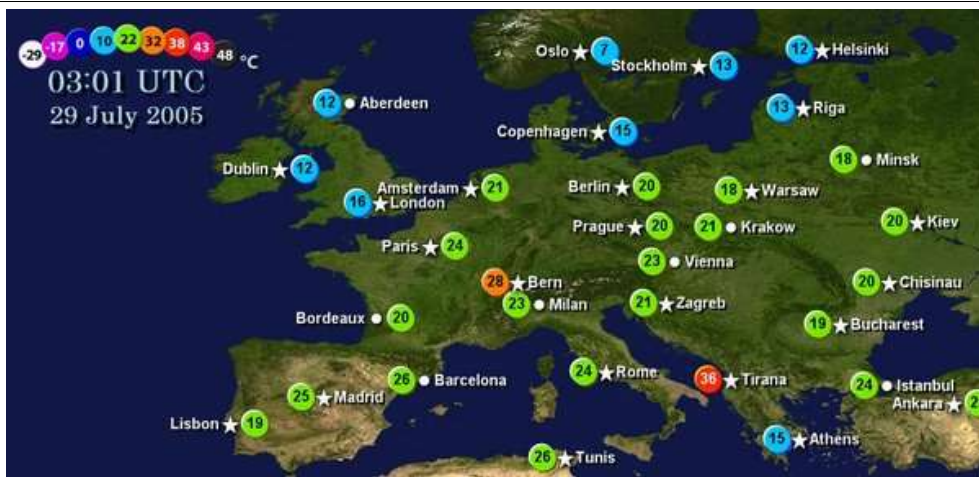 -29 -17 0 10 22 32 38 43 48 °C
03:01 UTC
29 July 2005
Oslo 7
Stockholm 13
12 Helsinki
12 Aberdeen
13 Riga
Copenhagen 15
Dublin 12
18 Minsk
Amsterdam 21
Berlin 20
18 Warsaw
16 London
Prague 20
21 Krakow
20 Kiev
Paris 24
23 Vienna
28 Bern
20 Chisinau
23 Milan
21 Zagreb
Bordeaux 20
19 Bucharest
24 Rome
36 Tirana
26 Barcelona
24 Istanbul
25 Madrid
Ankara
Lisbon 19
15 Athens
26 Tunis